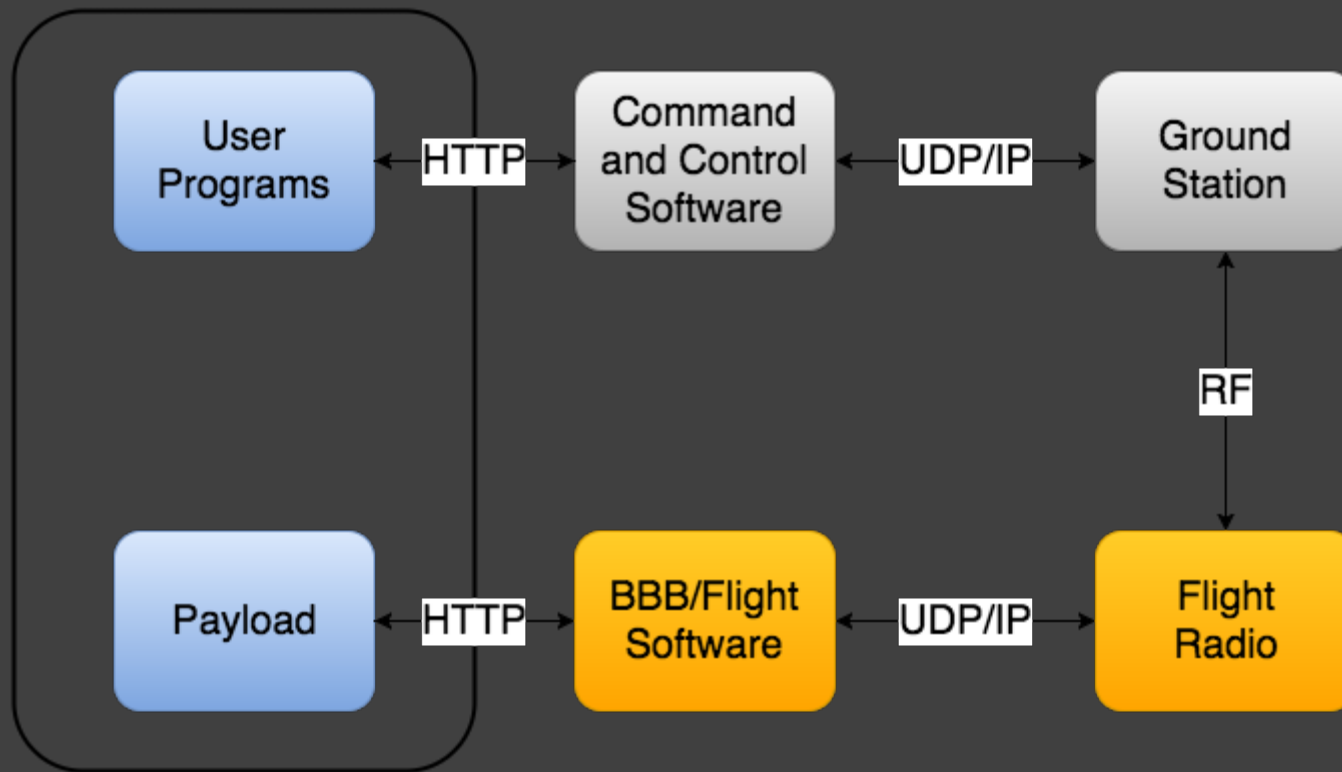 User
Programs
HTTP
Command
and Control
Software
UDP/IP
Ground
Station
RF
Payload
HTTP
BBB/Flight
Software
UDP/IP
Flight
Radio